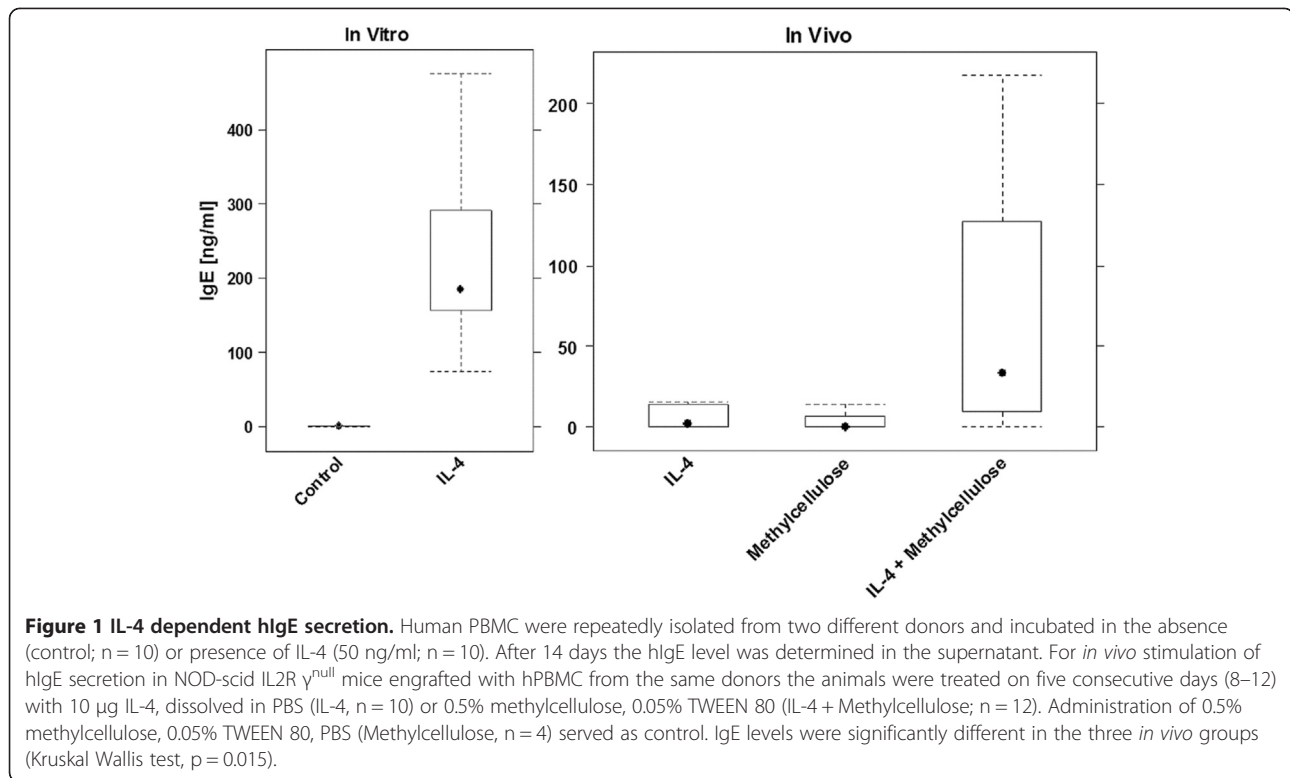 In Vitro
In Vivo
IgE [ng/ml]
400
300
200
100
0
200
150
100
50
0
Control
IL-4
IL-4
Methylcellulose
IL-4 + Methylcellulose
Figure 1 IL-4 dependent hIgE secretion. Human PBMC were repeatedly isolated from two different donors and incubated in the absence
(control; n = 10) or presence of IL-4 (50 ng/ml; n = 10). After 14 days the hIgE level was determined in the supernatant. For in vivo stimulation of
hIgE secretion in NOD-scid IL2R γnull mice engrafted with hPBMC from the same donors the animals were treated on five consecutive days (8–12)
with 10 μg IL-4, dissolved in PBS (IL-4, n = 10) or 0.5% methylcellulose, 0.05% TWEEN 80 (IL-4 + Methylcellulose; n = 12). Administration of 0.5%
methylcellulose, 0.05% TWEEN 80, PBS (Methylcellulose, n = 4) served as control. IgE levels were significantly different in the three in vivo groups
(Kruskal Wallis test, p = 0.015).